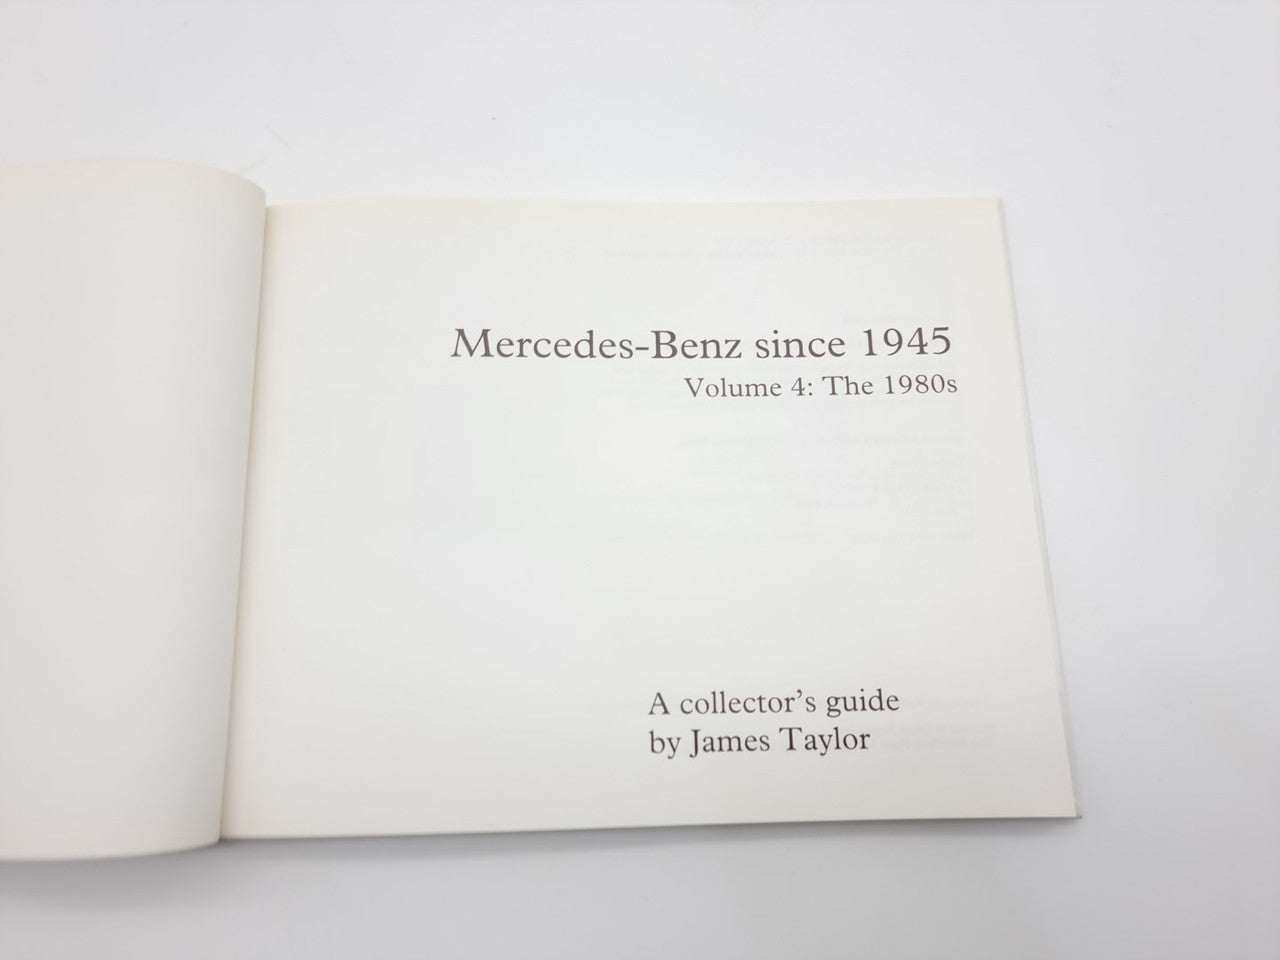 Mercedes-Benz since 1945
Volume 4: The 1980s
A collector's guide
by James Taylor